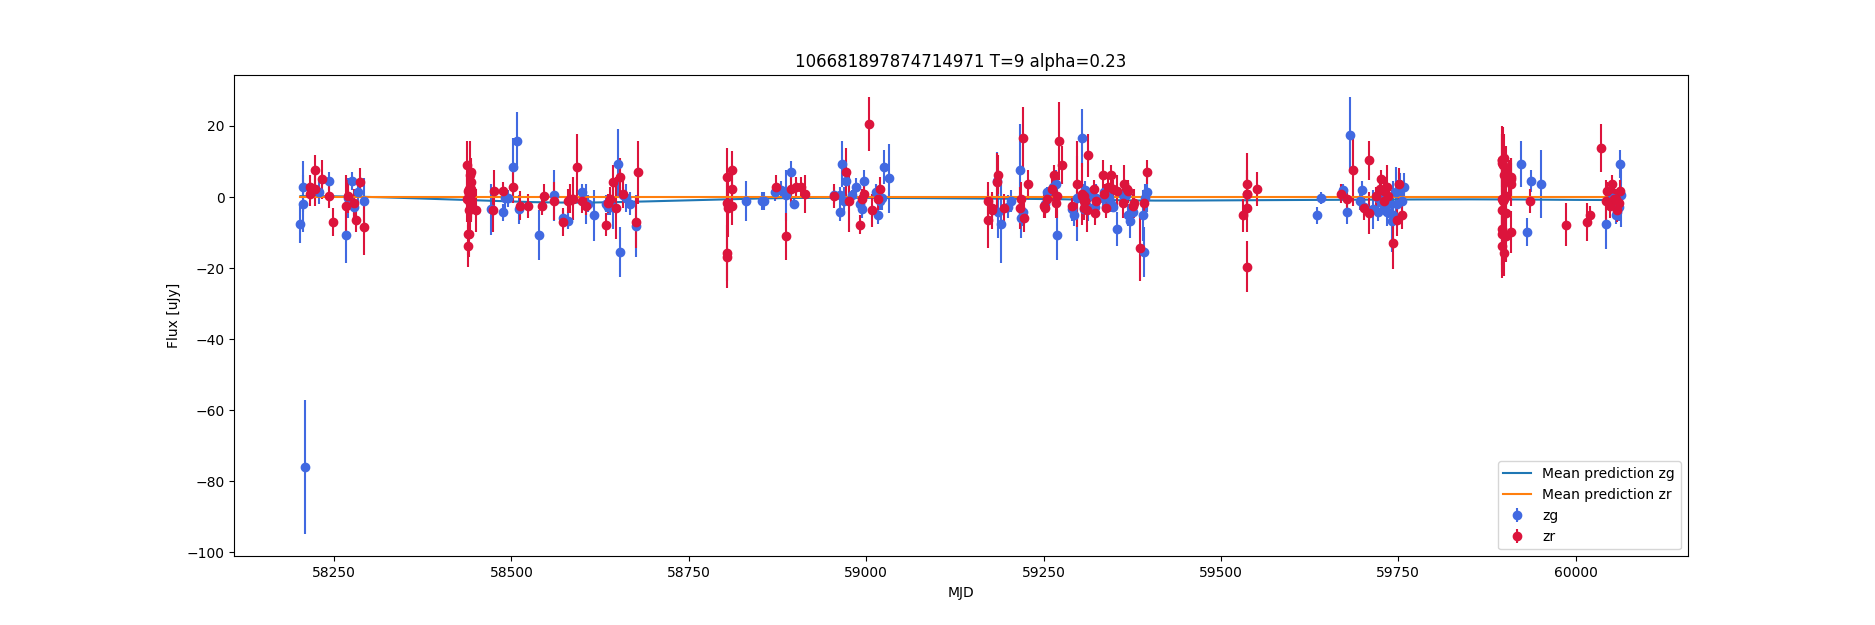 106681897874714971 T=9 alpha=0.23
20
0
−20
−40
−60
−80
−100
Flux [uJy]
58250
58500
58750
59000
59250
59500
59750
60000
MJD
Mean prediction zg
Mean prediction zr
zg
zr